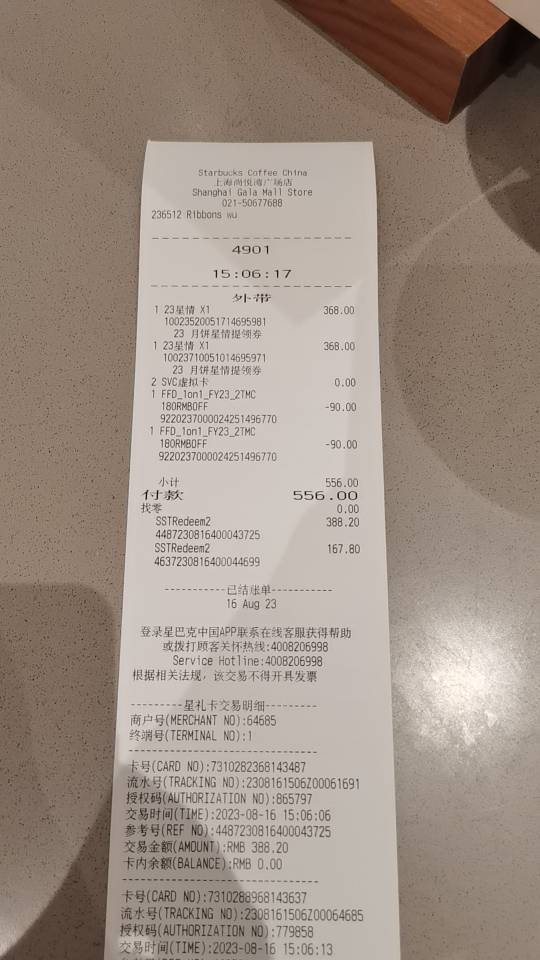 Starbucks Coffee China
上海尚悦湾广场店
Shanghai Gala Mall Store
021-50677688
236512 Ribbons wu
4901
15:06:17
外带
1 23星情 X1 368.00
10023520051714695981
23 月饼星情提领券
1 23星情 X1 368.00
10023710051014695971
23 月饼星情提领券
2 SVC虚拟卡 0.00
1 FFD_1on1_FY23_2TMC
180RMBOFF -90.00
9220237000024251496770
1 FFD_1on1_FY23_2TMC
180RMBOFF -90.00
9220237000024251496770
小计 556.00
付款 556.00
找零 0.00
SSTRedeem2 388.20
4487230816400043725
SSTRedeem2 167.80
4637230816400044699
-----------已结账单-----------
16 Aug 23
登录星巴克中国APP联系在线客服获得帮助
或拨打顾客关怀热线:4008206998
Service Hotline:4008206998
根据相关法规，该交易不得开具发票
---------星礼卡交易明细---------
商户号(MERCHANT NO):64685
终端号(TERMINAL NO):1
卡号(CARD NO):7310282368143487
流水号(TRACKING NO):2308161506Z00061691
授权码(AUTHORIZATION NO):865797
交易时间(TIME):2023-08-16 15:06:06
参考号(REF NO):4487230816400043725
交易金额(AMOUNT):RMB 388.20
卡内余额(BALANCE):RMB 0.00
卡号(CARD NO):7310288968143637
流水号(TRACKING NO):2308161506Z00064685
授权码(AUTHORIZATION NO):779858
交易时间(TIME):2023-08-16 15:06:13